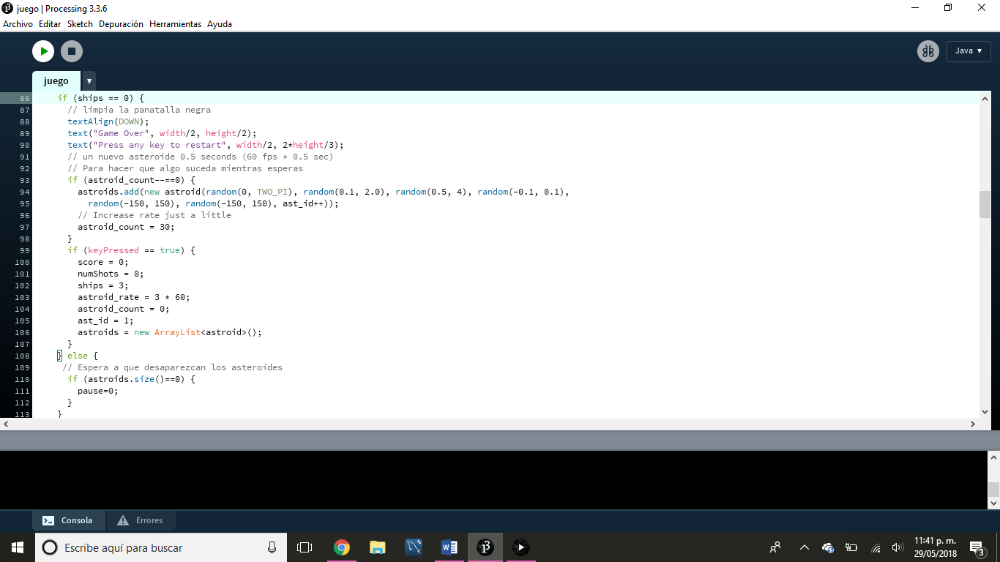 juego | Processing 3.3.6
Archivo Editar Sketch Depuración Herramientas Ayuda
Java ▼
juego ▼
86 if (ships == 0) {
87 // limpia la panatalla negra
88 textAlign(DOWN);
89 text("Game Over", width/2, height/2);
90 text("Press any key to restart", width/2, 2*height/3);
91 // un nuevo asteroide 0.5 seconds (60 fps * 0.5 sec)
92 // Para hacer que algo suceda mientras esperas
93 if (astroid_count--==0) {
94 astroids.add(new astroid(random(0, TWO_PI), random(0.1, 2.0), random(0.5, 4), random(-0.1, 0.1),
95 random(-150, 150), random(-150, 150), ast_id++));
96 // Increase rate just a little
97 astroid_count = 30;
98 }
99 if (keyPressed == true) {
100 score = 0;
101 numShots = 0;
102 ships = 3;
103 astroid_rate = 3 * 60;
104 astroid_count = 0;
105 ast_id = 1;
106 astroids = new ArrayList<astroid>();
107 }
108 } else {
109 // Espera a que desaparezcan los asteroides
110 if (astroids.size()==0) {
111 pause=0;
112 }
113 }
Consola Errores
Escribe aquí para buscar
11:41 p. m.
29/05/2018
3